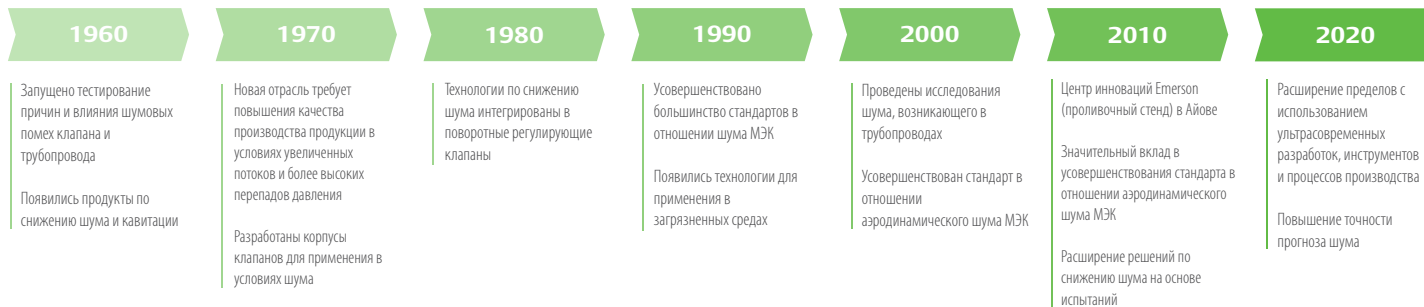 1960
Запущено тестирование
причин и влияния шумовых
помех клапана и
трубопровода
Появились продукты по
снижению шума и кавитации
1970
Новая отрасль требует
повышения качества
производства продукции в
условиях увеличенных
потоков и более высоких
перепадов давления
Разработаны корпусы
клапанов для применения в
условиях шума
1980
Технологии по снижению
шума интегрированы в
поворотные регулирующие
клапаны
1990
Усовершенствовано
большинство стандартов в
отношении шума МЭК
Появились технологии для
применения в
загрязненных средах
2000
Проведены исследования
шума, возникающего в
трубопроводах
Усовершенствован стандарт в
отношении
аэродинамического шума МЭК
2010
Центр инноваций Emerson
(проливочный стенд) в Айове
Значительный вклад в
усовершенствования стандарта в
отношении аэродинамического
шума МЭК
Расширение решений по
снижению шума на основе
испытаний
2020
Расширение пределов с
использованием
ультрасовременных
разработок, инструментов
и процессов производства
Повышение точности
прогноза шума